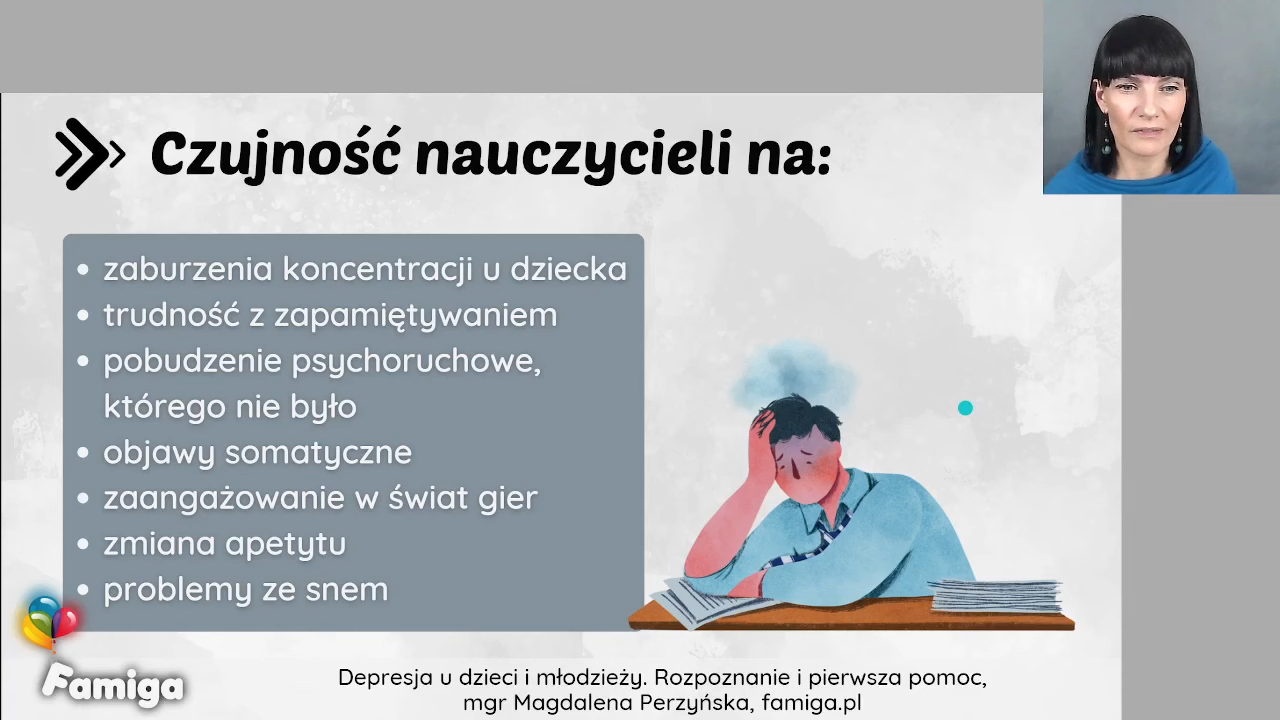 Czujność nauczycieli na:
• zaburzenia koncentracji u dziecka
• trudność z zapamiętywaniem
• pobudzenie psychoruchowe,
którego nie było
• objawy somatyczne
• zaangażowanie w świat gier
• zmiana apetytu
• problemy ze snem
Famiga
Depresja u dzieci i młodzieży. Rozpoznanie i pierwsza pomoc,
mgr Magdalena Perzyńska, famiga.pl